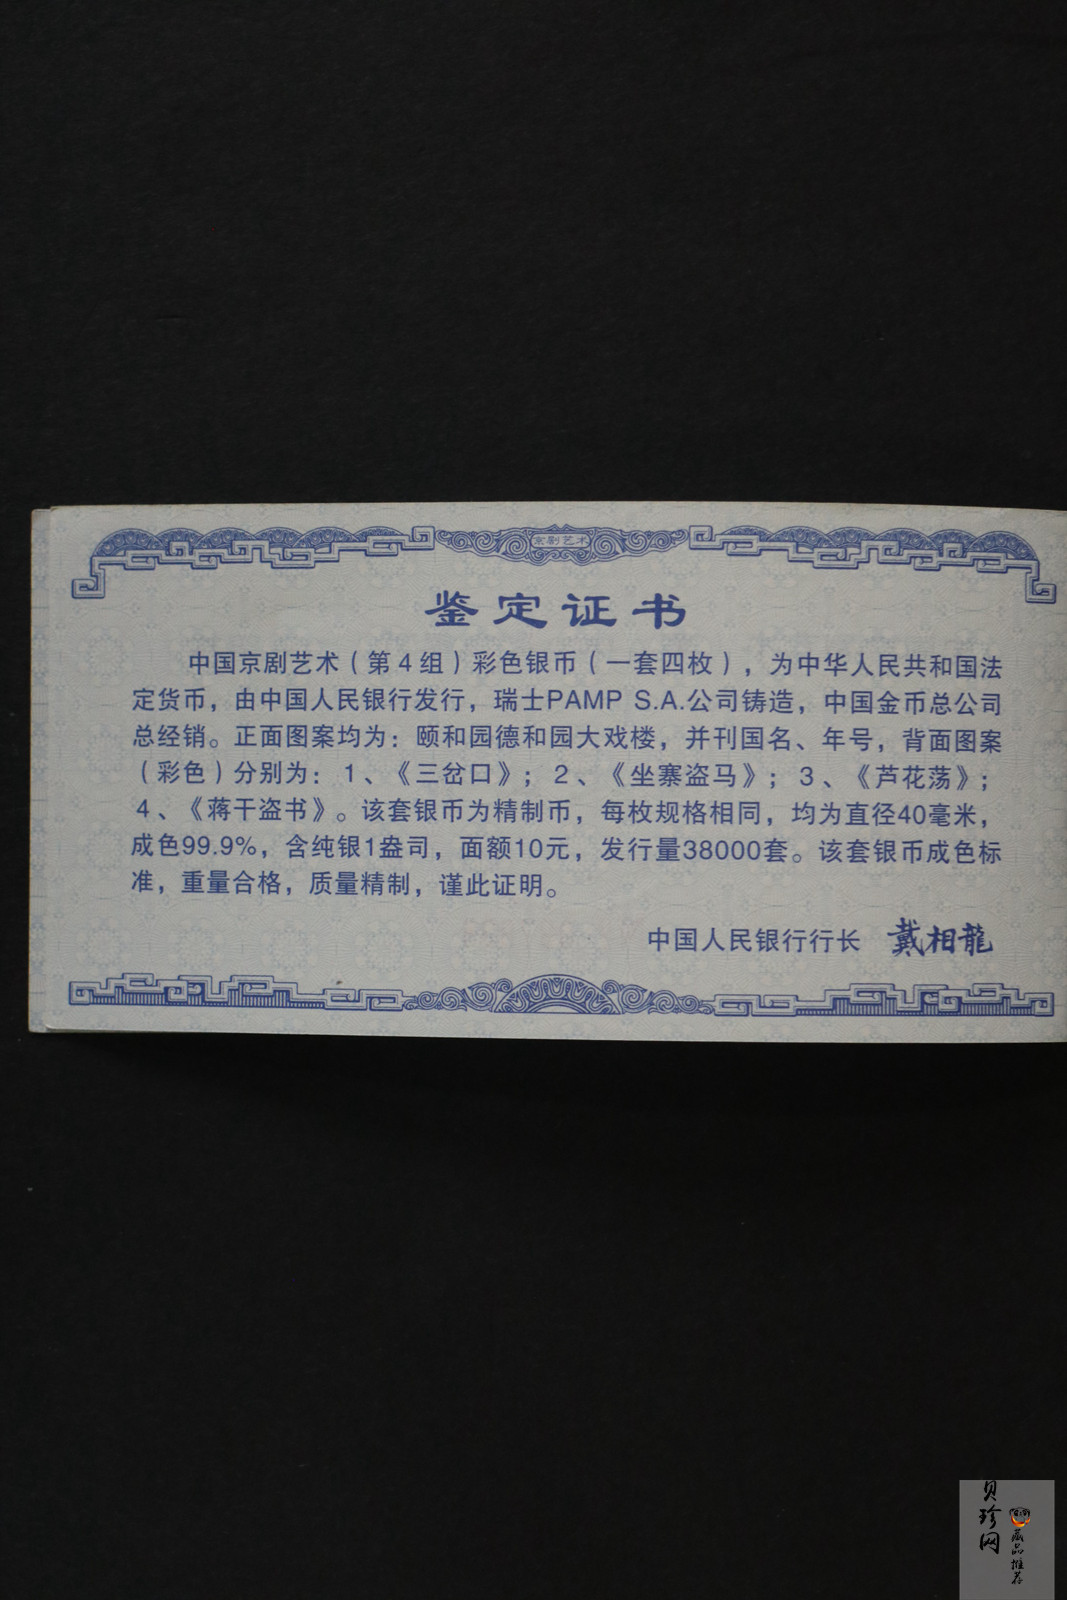 京剧艺术
鉴定证书
中国京剧艺术（第4组）彩色银币（一套四枚），为中华人民共和国法
定货币，由中国人民银行发行，瑞士PAMP S.A.公司铸造，中国金币总公司
总经销。正面图案均为：颐和园德和园大戏楼，并刊国名、年号，背面图案
（彩色）分别为：1、《三岔口》；2、《坐寨盗马》；3、《芦花荡》；
4、《蒋干盗书》。该套银币为精制币，每枚规格相同，均为直径40毫米，
成色99.9%，含纯银1盎司，面额10元，发行量38000套。该套银币成色标
准，重量合格，质量精制，谨此证明。
中国人民银行行长 戴相龍
贝珍网
藏品推荐